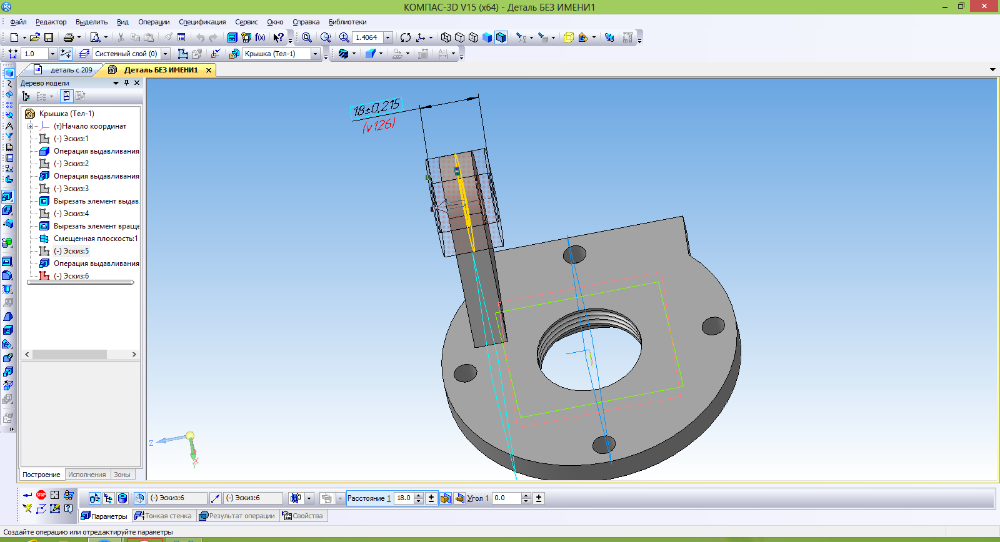 КОМПАС-3D V15 (x64) - Деталь БЕЗ ИМЕНИ1
Файл Редактор Выделить Вид Операции Спецификация Сервис Окно Справка Библиотеки
f(x) 1.4064
1.0 Системный слой (0) Крышка (Тел-1)
деталь с 209 Деталь БЕЗ ИМЕНИ1
Дерево модели
Крышка (Тел-1)
(т)Начало координат
(-) Эскиз:1
Операция выдавливания
(-) Эскиз:2
Операция выдавливания
(-) Эскиз:3
Вырезать элемент выдав
(-) Эскиз:4
Вырезать элемент враще
Смещенная плоскость:1
(-) Эскиз:5
Операция выдавливания
(-) Эскиз:6
18±0,215
(v126)
Z
X
Y
Построение Исполнения Зоны
STOP (-) Эскиз:6 (-) Эскиз:6 Расстояние 1 18.0 Угол 1 0.0
Параметры Тонкая стенка Результат операции Свойства
Создайте операцию или отредактируйте параметры